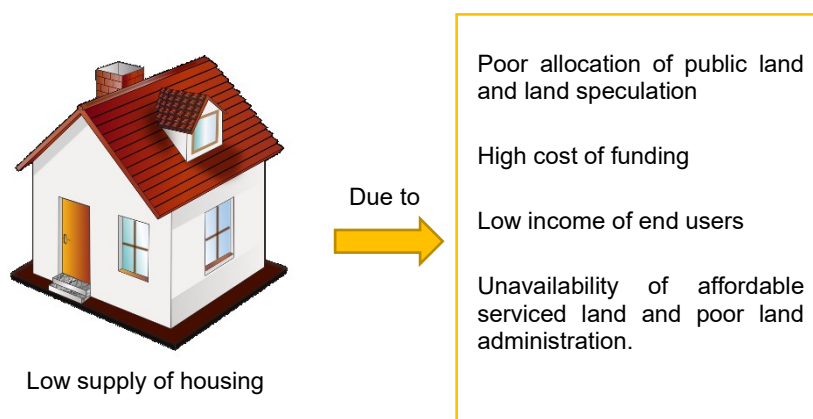 Low supply of housing
Due to
Poor allocation of public land
and land speculation
High cost of funding
Low income of end users
Unavailability of affordable
serviced land and poor land
administration.